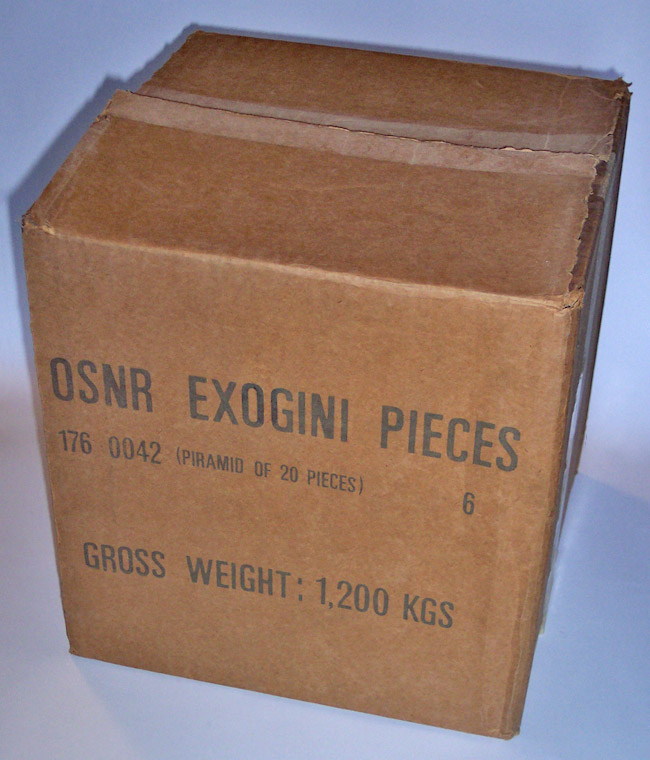 OSNR EXOGINI PIECES
176 0042 (PIRAMID OF 20 PIECES) 6
GROSS WEIGHT: 1,200 KGS